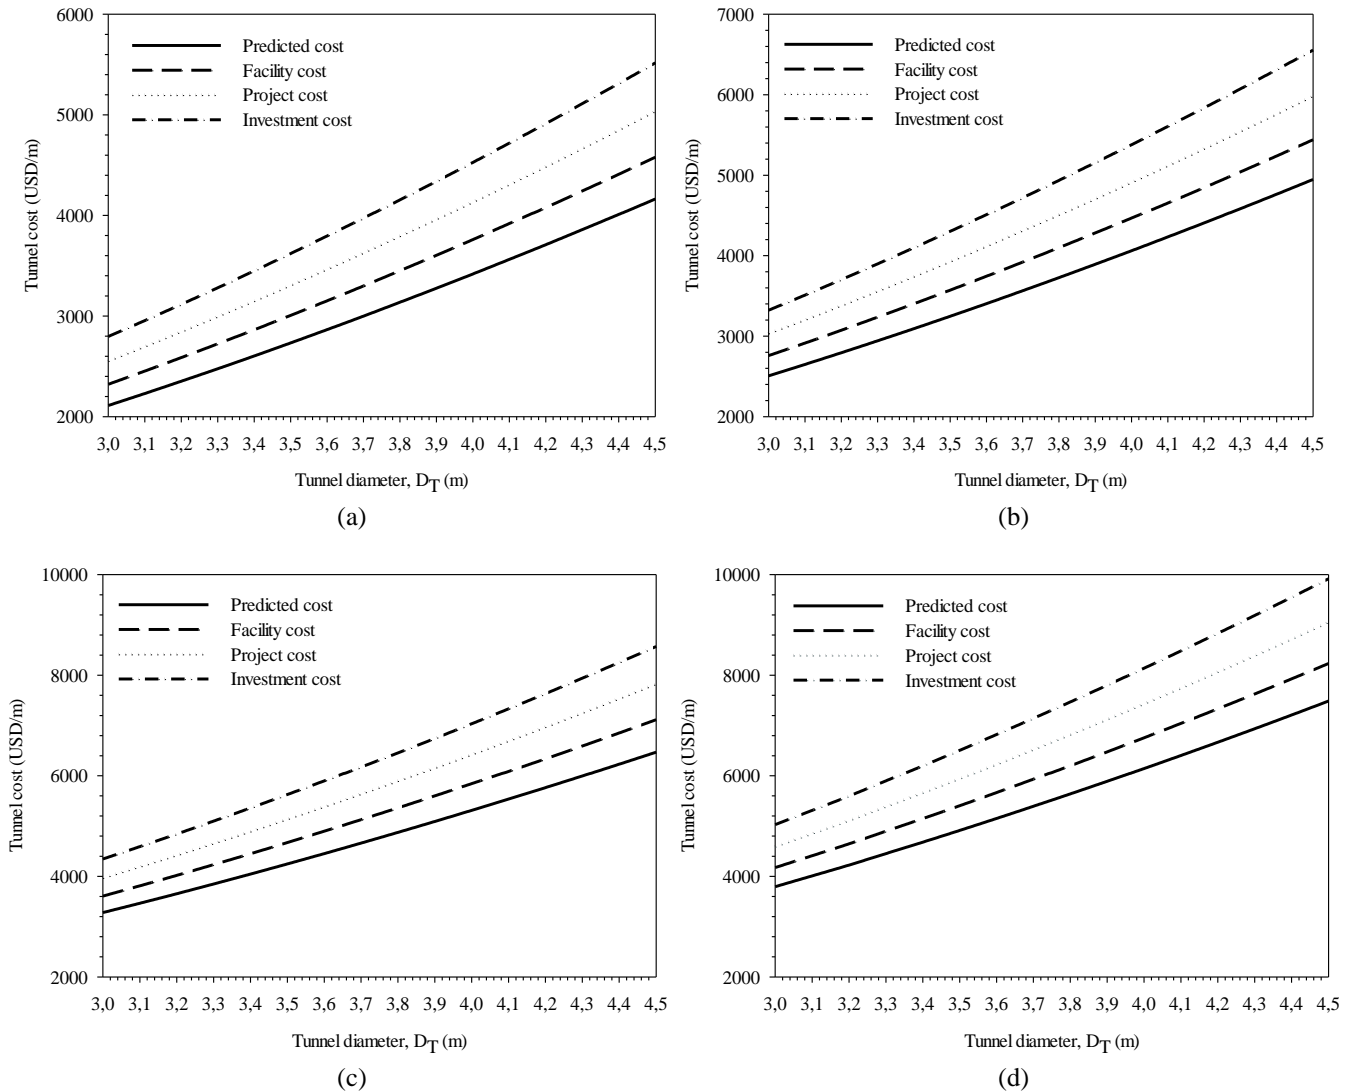 6000
5000
4000
3000
2000
Tunnel cost (USD/m)
Predicted cost
Facility cost
Project cost
Investment cost
3,0 3,1 3,2 3,3 3,4 3,5 3,6 3,7 3,8 3,9 4,0 4,1 4,2 4,3 4,4 4,5
Tunnel diameter, DT (m)
(a)
7000
6000
5000
4000
3000
2000
Tunnel cost (USD/m)
Predicted cost
Facility cost
Project cost
Investment cost
3,0 3,1 3,2 3,3 3,4 3,5 3,6 3,7 3,8 3,9 4,0 4,1 4,2 4,3 4,4 4,5
Tunnel diameter, DT (m)
(b)
10000
8000
6000
4000
2000
Tunnel cost (USD/m)
Predicted cost
Facility cost
Project cost
Investment cost
3,0 3,1 3,2 3,3 3,4 3,5 3,6 3,7 3,8 3,9 4,0 4,1 4,2 4,3 4,4 4,5
Tunnel diameter, DT (m)
(c)
10000
8000
6000
4000
2000
Tunnel cost (USD/m)
Predicted cost
Facility cost
Project cost
Investment cost
3,0 3,1 3,2 3,3 3,4 3,5 3,6 3,7 3,8 3,9 4,0 4,1 4,2 4,3 4,4 4,5
Tunnel diameter, DT (m)
(d)